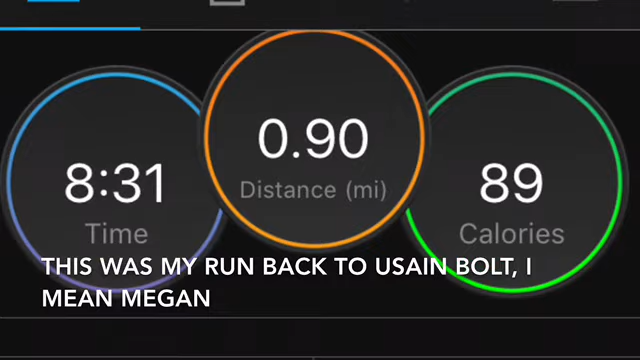 0.90
Distance (mi)
8:31
Time
89
Calories
THIS WAS MY RUN BACK TO USAIN BOLT, I
MEAN MEGAN